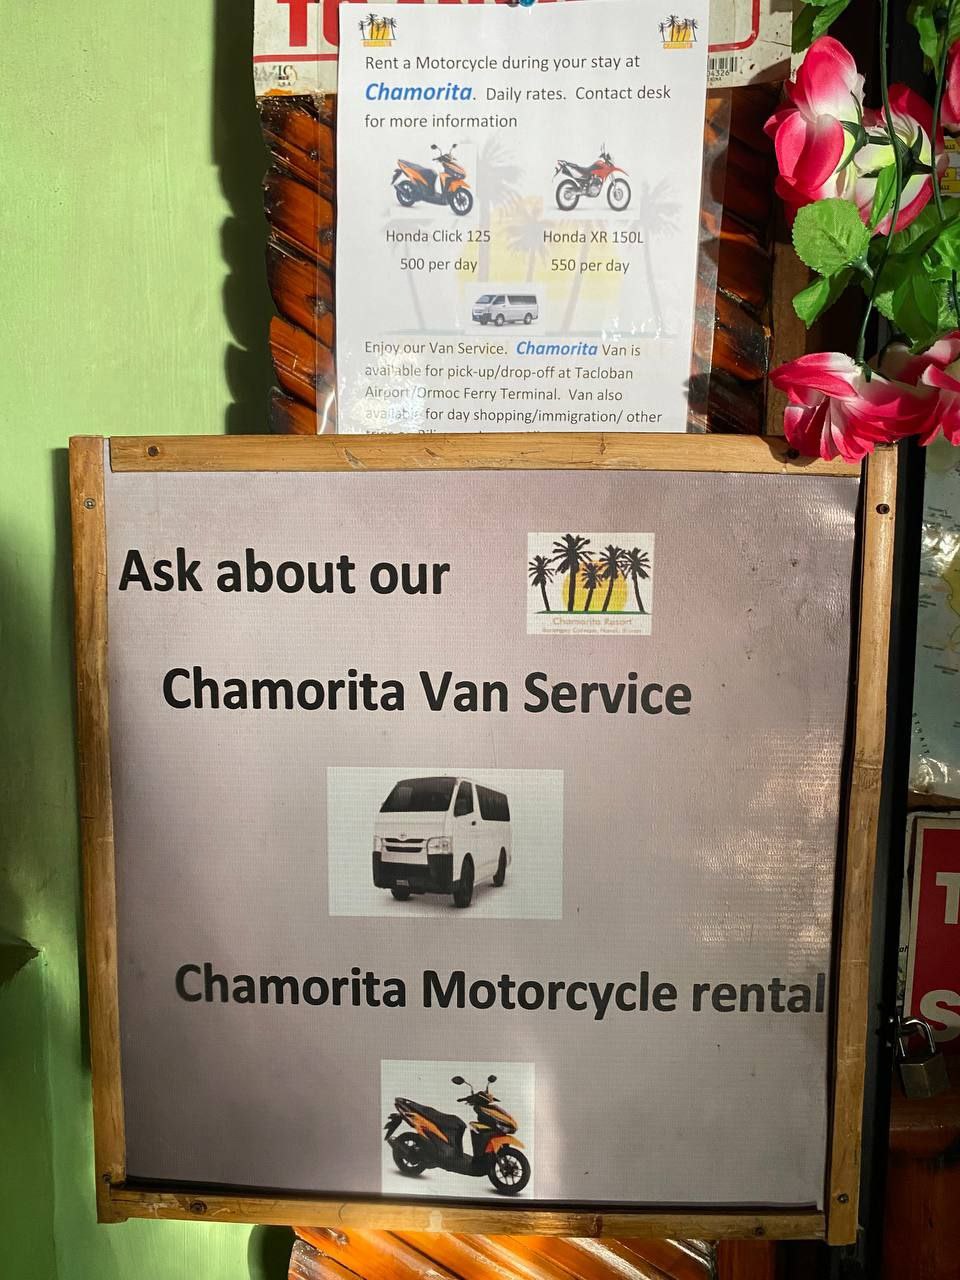 Rent a Motorcycle during your stay at
Chamorita. Daily rates. Contact desk
for more information
Honda Click 125
Honda XR 150L
500 per day
550 per day
Enjoy our Van Service. Chamorita Van is
available for pick-up/drop-off at Tacloban
Airport/Ormoc Ferry Terminal. Van also
available for day shopping/immigration/ other
Ask about our
Chamorita Resort
Chamorita Van Service
Chamorita Motorcycle rental